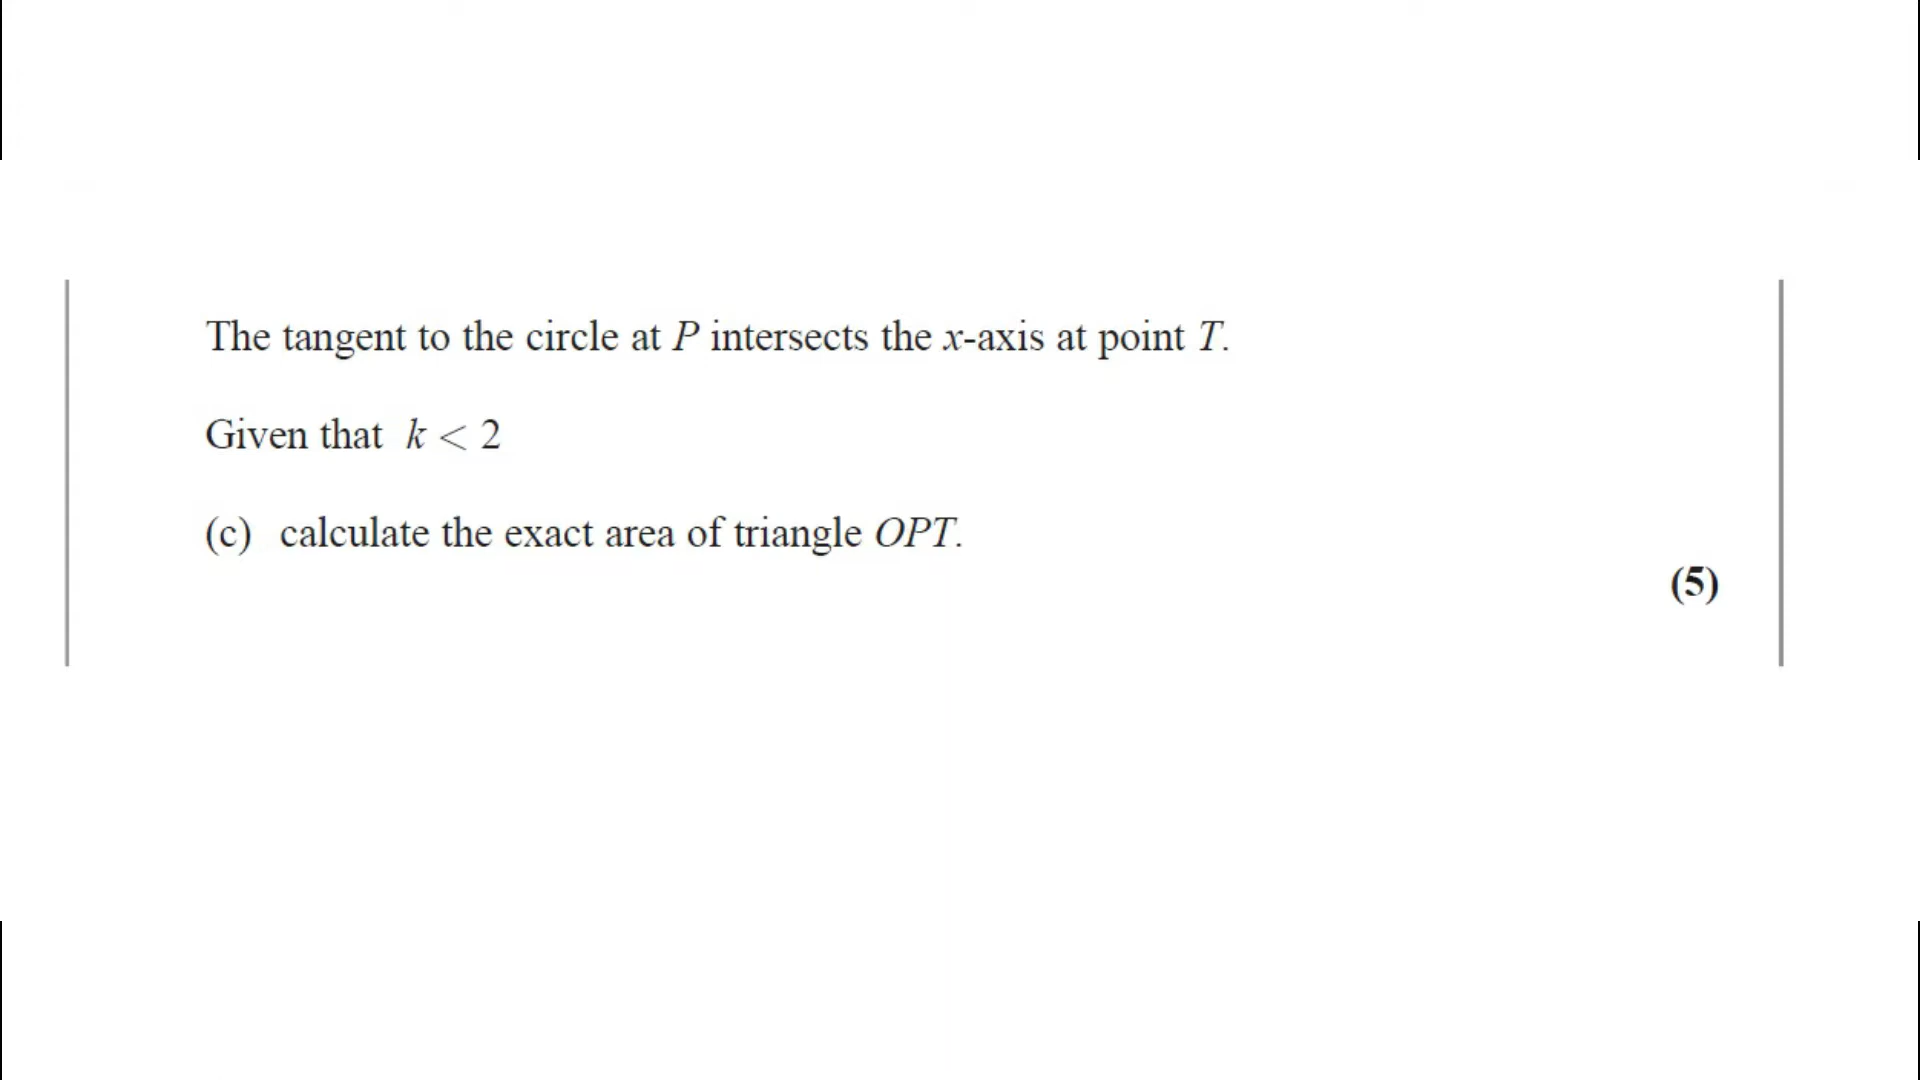 The tangent to the circle at P intersects the x-axis at point T.
Given that k < 2
(c) calculate the exact area of triangle OPT.
(5)